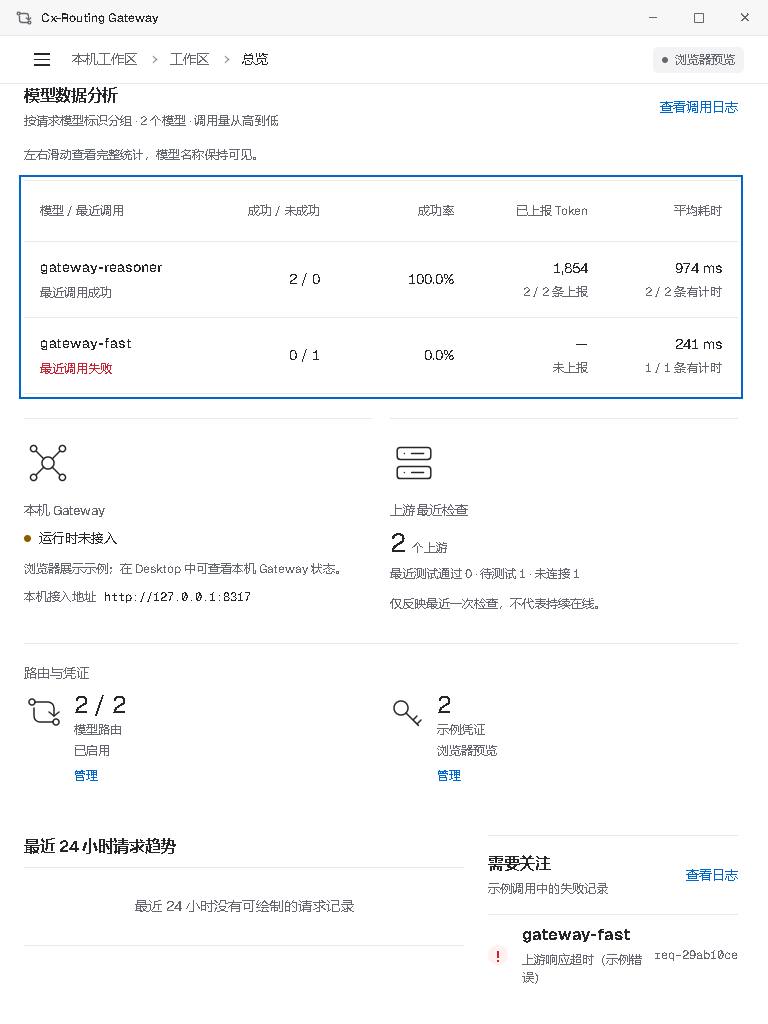 Cx-Routing Gateway
本机工作区 > 工作区 > 总览
浏览器预览
模型数据分析
按请求模型标识分组 · 2 个模型 · 调用量从高到低
查看调用日志
左右滑动查看完整统计，模型名称保持可见。
模型 / 最近调用 成功 / 未成功 成功率 已上报 Token 平均耗时
gateway-reasoner 2 / 0 100.0% 1,854 974 ms
最近调用成功 2 / 2 条上报 2 / 2 条有计时
gateway-fast 0 / 1 0.0% — 241 ms
最近调用失败 未上报 1 / 1 条有计时
本机 Gateway
运行时未接入
浏览器展示示例；在 Desktop 中可查看本机 Gateway 状态。
本机接入地址 http://127.0.0.1:8317
上游最近检查
2 个上游
最近测试通过 0 · 待测试 1 · 未连接 1
仅反映最近一次检查，不代表持续在线。
路由与凭证
2 / 2
模型路由
已启用
管理
2
示例凭证
浏览器预览
管理
最近 24 小时请求趋势
最近 24 小时没有可绘制的请求记录
需要关注
示例调用中的失败记录
查看日志
gateway-fast
上游响应超时（示例错
误）
req-29ab10ce